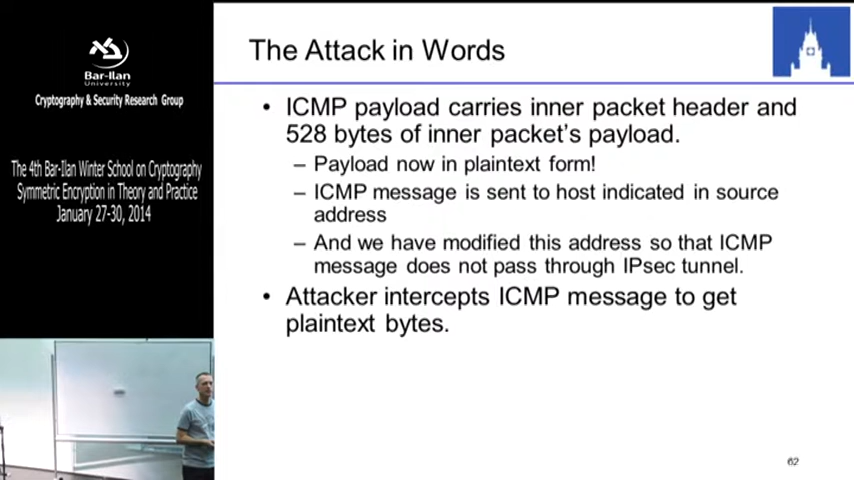 Bar-Ilan
University
Cryptography & Security Research Group
The 4th Bar-Ilan Winter School on Cryptography
Symmetric Encryption in Theory and Practice
January 27-30, 2014
The Attack in Words
• ICMP payload carries inner packet header and
528 bytes of inner packet's payload.
– Payload now in plaintext form!
– ICMP message is sent to host indicated in source
address
– And we have modified this address so that ICMP
message does not pass through IPsec tunnel.
• Attacker intercepts ICMP message to get
plaintext bytes.
62